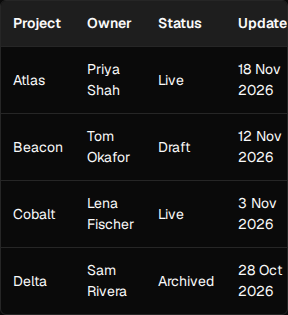 Project Owner Status Update
Atlas Priya Shah Live 18 Nov 2026
Beacon Tom Okafor Draft 12 Nov 2026
Cobalt Lena Fischer Live 3 Nov 2026
Delta Sam Rivera Archived 28 Oct 2026